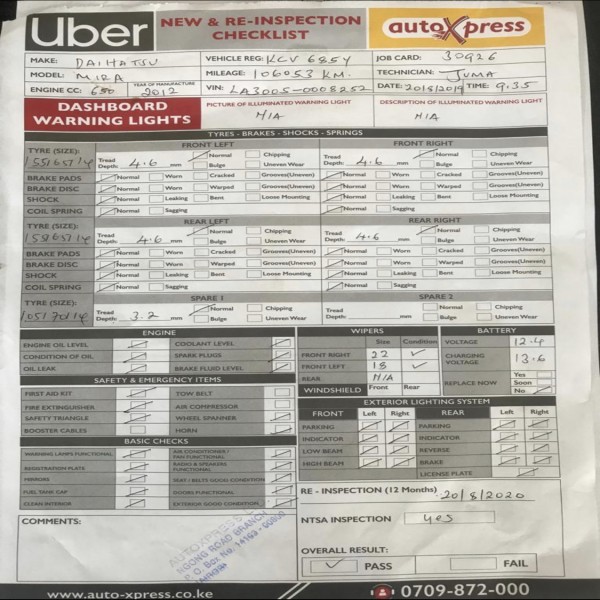 Uber
NEW & RE-INSPECTION CHECKLIST
autoXpress
MAKE: DAIHATSU VEHICLE REG: KCV 685Y JOB CARD: 30926
MODEL: MIRA MILEAGE: 106053 KM. TECHNICIAN: JUMA
ENGINE CC: 650 YEAR OF MANUFACTURE 2012 VIN: LA300S-0008252 DATE: 20/8/2019 TIME: 9.35
DASHBOARD WARNING LIGHTS
PICTURE OF ILLUMINATED WARNING LIGHT N/A
DESCRIPTION OF ILLUMINATED WARNING LIGHT N/A
TYRES - BRAKES - SHOCKS - SPRINGS
FRONT LEFT FRONT RIGHT
TYRE (SIZE): 155/65/14 Tread Depth: 4.6 mm Normal Chipping Bulge Uneven Wear Tread Depth: 4.6 mm Normal Chipping Bulge Uneven Wear
BRAKE PADS Normal Worn Cracked Grooves(Uneven) Normal Worn Cracked Grooves(Uneven)
BRAKE DISC Normal Worn Warped Grooves(Uneven) Normal Worn Warped Grooves(Uneven)
SHOCK Normal Leaking Bent Loose Mounting Normal Leaking Bent Loose Mounting
COIL SPRING Normal Sagging Normal Sagging
REAR LEFT REAR RIGHT
TYRE (SIZE): 155/65/14 Tread Depth: 4.6 mm Normal Chipping Bulge Uneven Wear Tread Depth: 4.6 mm Normal Chipping Bulge Uneven Wear
BRAKE PADS Normal Worn Cracked Grooves(Uneven) Normal Worn Cracked Grooves(Uneven)
BRAKE DISC Normal Worn Warped Grooves(Uneven) Normal Worn Warped Grooves(Uneven)
SHOCK Normal Leaking Bent Loose Mounting Normal Leaking Bent Loose Mounting
COIL SPRING Normal Sagging Normal Sagging
SPARE 1 SPARE 2
TYRE (SIZE): 105/70/14 Tread Depth: 3.2 mm Normal Chipping Bulge Uneven Wear Tread Depth: mm Normal Chipping Bulge Uneven Wear
ENGINE
ENGINE OIL LEVEL COOLANT LEVEL
CONDITION OF OIL SPARK PLUGS
OIL LEAK BRAKE FLUID LEVEL
SAFETY & EMERGENCY ITEMS
FIRST AID KIT TOW BELT
FIRE EXTINGUISHER AIR COMPRESSOR
SAFETY TRIANGLE WHEEL SPANNER
BOOSTER CABLES HORN
BASIC CHECKS
WARNING LAMPS FUNCTIONAL AIR CONDITIONER / FAN FUNCTIONAL
REGISTRATION PLATE RADIO & SPEAKERS FUNCTIONAL
MIRRORS SEAT / BELTS GOOD CONDITION
FUEL TANK CAP DOORS FUNCTIONAL
CLEAN INTERIOR EXTERIOR GOOD CONDITION
WIPERS
Size Condition
FRONT RIGHT 22
FRONT LEFT 18
REAR N/A
WINDSHIELD Front Rear
BATTERY
VOLTAGE 12.4
CHARGING VOLTAGE 13.6
REPLACE NOW Yes Soon No
EXTERIOR LIGHTING SYSTEM
FRONT Left Right REAR Left Right
PARKING PARKING
INDICATOR INDICATOR
LOW BEAM REVERSE
HIGH BEAM BRAKE
LICENSE PLATE
RE - INSPECTION (12 Months) 20/8/2020
NTSA INSPECTION yes
OVERALL RESULT:
PASS FAIL
COMMENTS:
AUTOXPRESS
NGONG ROAD BRANCH
P. O. Box No. 14163 - 00800
NAIROBI
www.auto-xpress.co.ke
0709-872-000